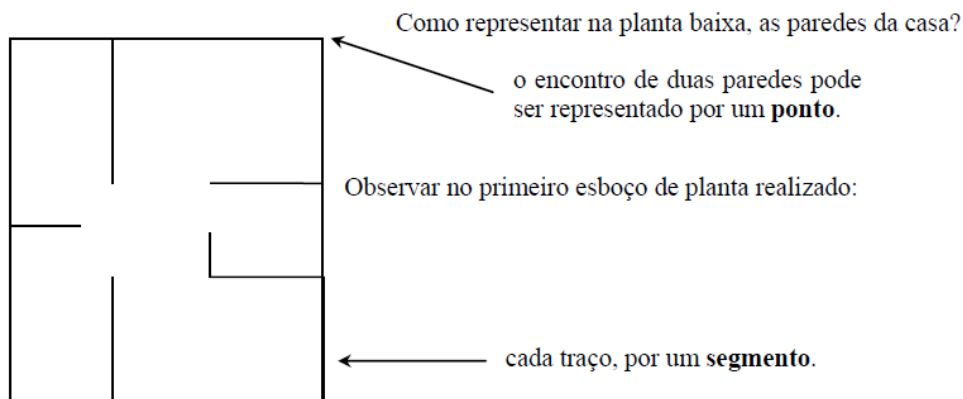 Como representar na planta baixa, as paredes da casa?
o encontro de duas paredes pode
ser representado por um ponto.
Observar no primeiro esboço de planta realizado:
cada traço, por um segmento.